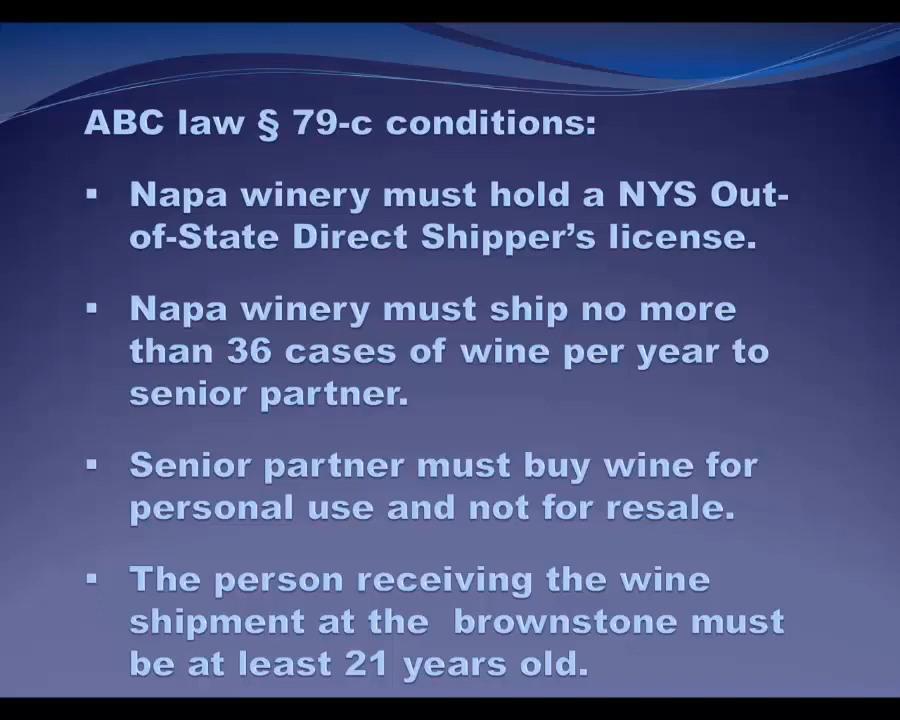 ABC law § 79-c conditions:
▪ Napa winery must hold a NYS Out-
of-State Direct Shipper’s license.
▪ Napa winery must ship no more
than 36 cases of wine per year to
senior partner.
▪ Senior partner must buy wine for
personal use and not for resale.
▪ The person receiving the wine
shipment at the  brownstone must
be at least 21 years old.